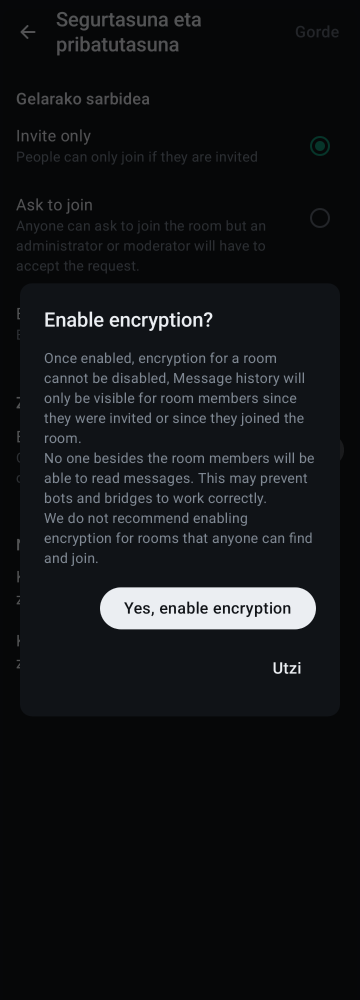 Segurtasuna eta
pribatutasuna
Gorde
Gelarako sarbidea
Invite only
People can only join if they are invited
Ask to join
Anyone can ask to join the room but an
administrator or moderator will have to
accept the request.
Enable encryption?
Once enabled, encryption for a room
cannot be disabled, Message history will
only be visible for room members since
they were invited or since they joined the
room.
No one besides the room members will be
able to read messages. This may prevent
bots and bridges to work correctly.
We do not recommend enabling
encryption for rooms that anyone can find
and join.
Yes, enable encryption
Utzi